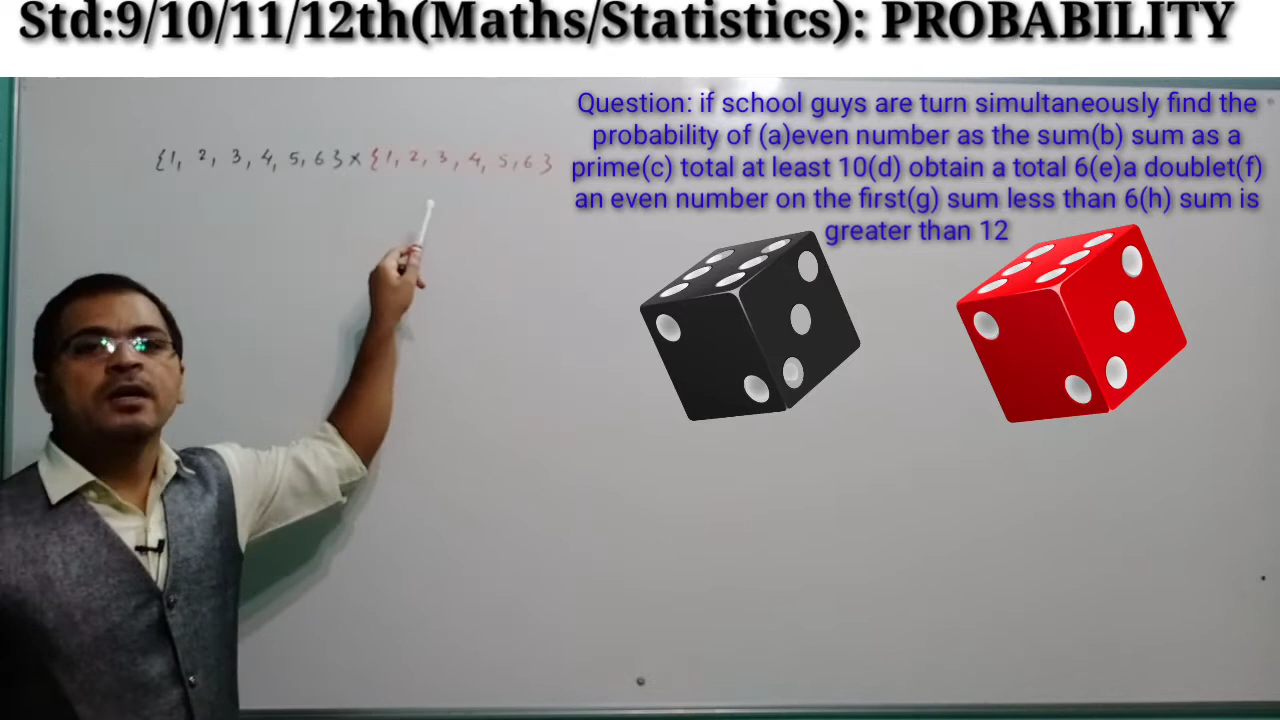 Std:9/10/11/12th(Maths/Statistics): PROBABILITY
Question: if school guys are turn simultaneously find the
probability of (a)even number as the sum(b) sum as a
prime(c) total at least 10(d) obtain a total 6(e)a doublet(f)
an even number on the first(g) sum less than 6(h) sum is
greater than 12
{1, 2, 3, 4, 5, 6} × {1, 2, 3, 4, 5, 6}